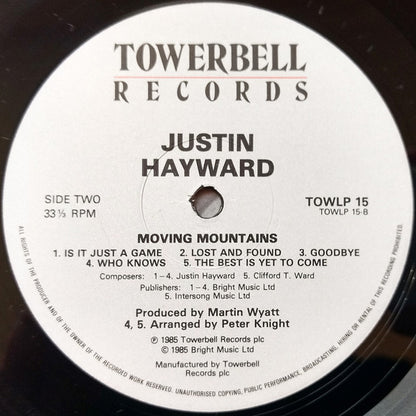 TOWERBELL
RECORDS
JUSTIN
HAYWARD
SIDE TWO
33⅓ RPM
TOWLP 15
TOWLP 15-B
MOVING MOUNTAINS
1. IS IT JUST A GAME 2. LOST AND FOUND 3. GOODBYE
4. WHO KNOWS 5. THE BEST IS YET TO COME
Composers: 1–4. Justin Hayward 5. Clifford T. Ward
Publishers: 1–4. Bright Music Ltd
5. Intersong Music Ltd
Produced by Martin Wyatt
4, 5. Arranged by Peter Knight
℗ 1985 Towerbell Records plc
© 1985 Bright Music Ltd
Manufactured by Towerbell
Records plc
ALL RIGHTS OF THE PRODUCER AND OF THE OWNER OF THE RECORDED WORK RESERVED. UNAUTHORISED COPYING, PUBLIC PERFORMANCE, BROADCASTING, HIRING OR RENTAL OF THIS RECORDING PROHIBITED.